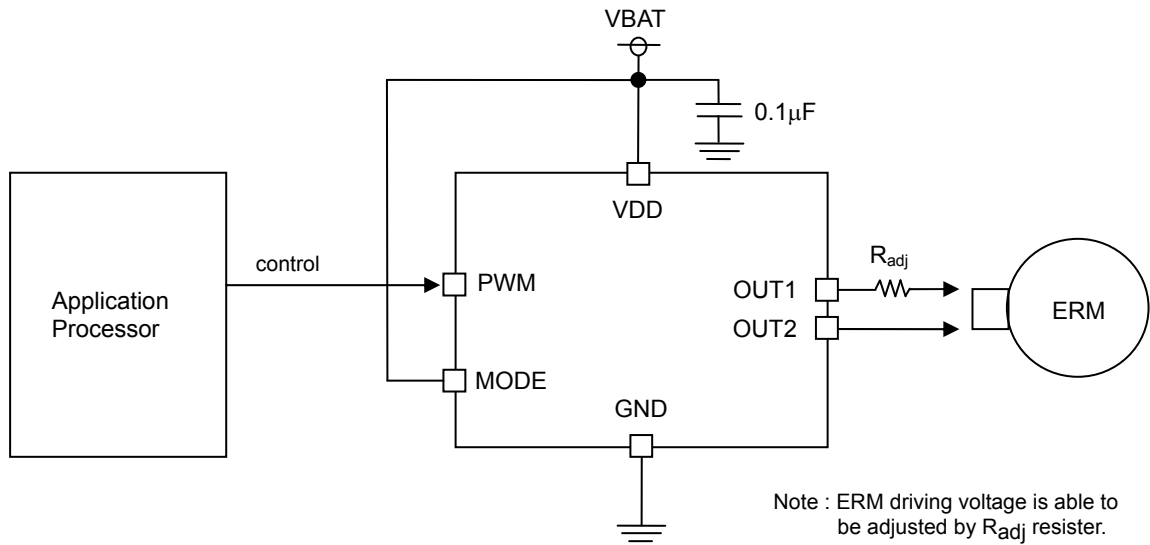 VBAT
0.1μF
VDD
control
PWM
Application
Processor
MODE
GND
OUT1
OUT2
Radj
ERM
Note : ERM driving voltage is able to
be adjusted by Radj resister.